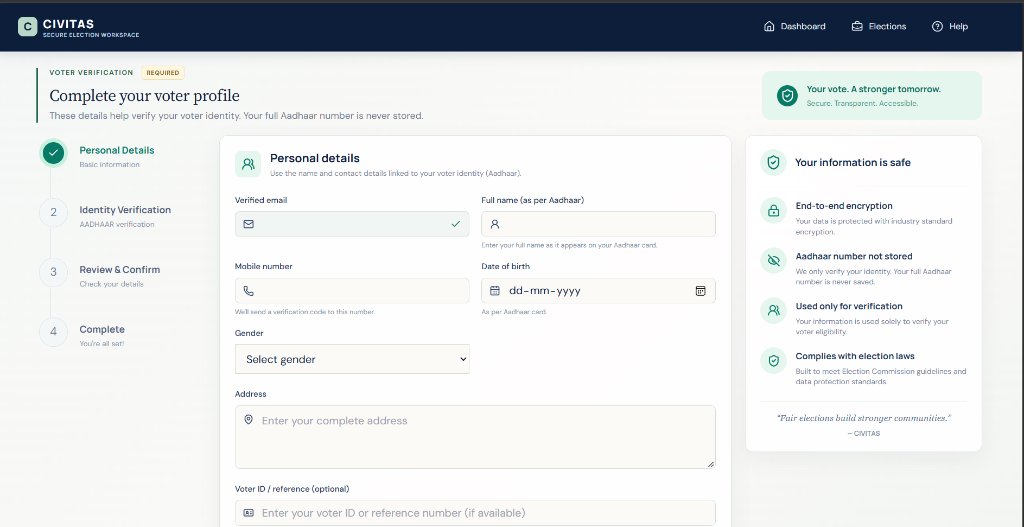 C CIVITAS
SECURE ELECTION WORKSPACE
Dashboard
Elections
Help
VOTER VERIFICATION REQUIRED
Complete your voter profile
These details help verify your voter identity. Your full Aadhaar number is never stored.
Your vote. A stronger tomorrow.
Secure. Transparent. Accessible.
Personal Details
Basic information
2 Identity Verification
AADHAAR verification
3 Review & Confirm
Check your details
4 Complete
You're all set!
Personal details
Use the name and contact details linked to your voter identity (Aadhaar).
Verified email
Full name (as per Aadhaar)
Enter your full name as it appears on your Aadhaar card.
Mobile number
We'll send a verification code to this number.
Date of birth
dd-mm-yyyy
As per Aadhaar card.
Gender
Select gender
Address
Enter your complete address
Voter ID / reference (optional)
Enter your voter ID or reference number (if available)
Your information is safe
End-to-end encryption
Your data is protected with industry standard
encryption.
Aadhaar number not stored
We only verify your identity. Your full Aadhaar
number is never saved.
Used only for verification
Your information is used solely to verify your
voter eligibility.
Complies with election laws
Built to meet Election Commission guidelines and
data protection standards.
"Fair elections build stronger communities."
— CIVITAS